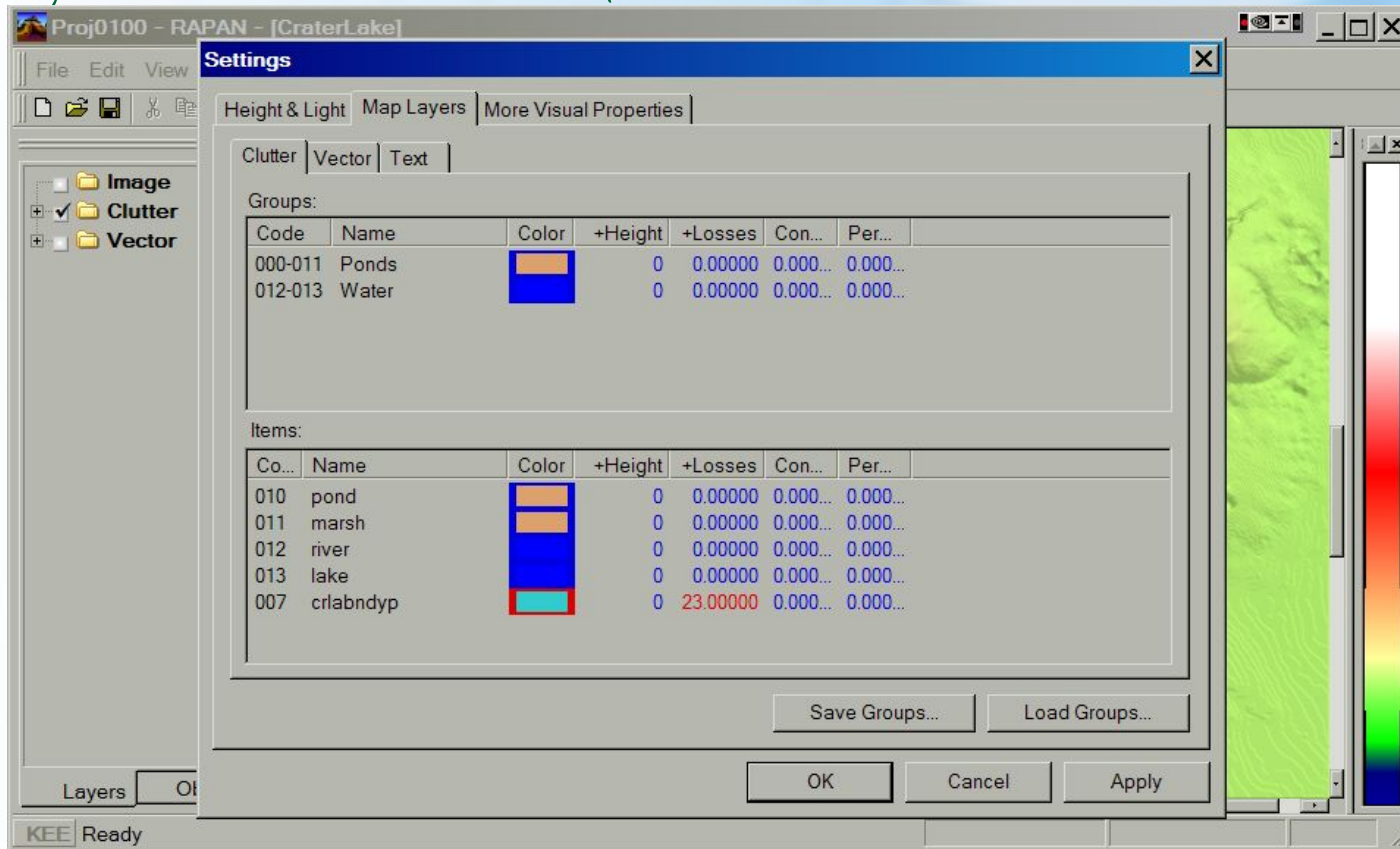 Proj0100 - RAPAN - [CraterLake]
File Edit View
Settings
Height & Light Map Layers More Visual Properties
Clutter Vector Text
Image
Clutter
Vector
Groups:
Code Name Color +Height +Losses Con... Per...
000-011 Ponds 0 0.00000 0.000... 0.000...
012-013 Water 0 0.00000 0.000... 0.000...
Items:
Co... Name Color +Height +Losses Con... Per...
010 pond 0 0.00000 0.000... 0.000...
011 marsh 0 0.00000 0.000... 0.000...
012 river 0 0.00000 0.000... 0.000...
013 lake 0 0.00000 0.000... 0.000...
007 crlabndyp 0 23.00000 0.000... 0.000...
Save Groups... Load Groups...
OK Cancel Apply
Layers
KEE Ready